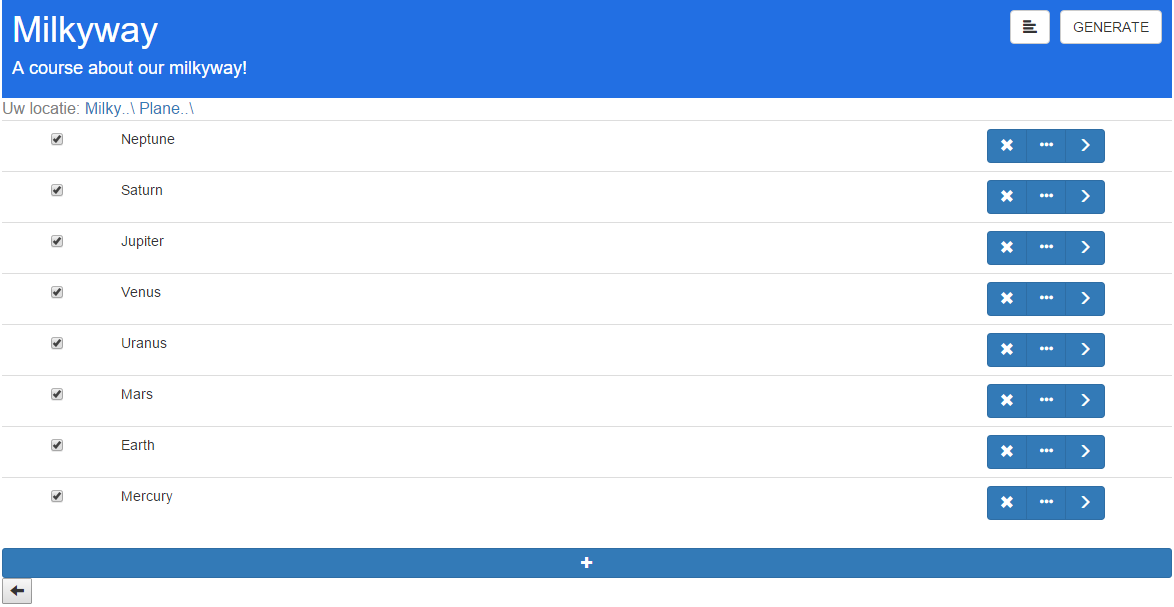 Milkyway
GENERATE
A course about our milkyway!
Uw locatie: Milky..\ Plane..\
Neptune
Saturn
Jupiter
Venus
Uranus
Mars
Earth
Mercury